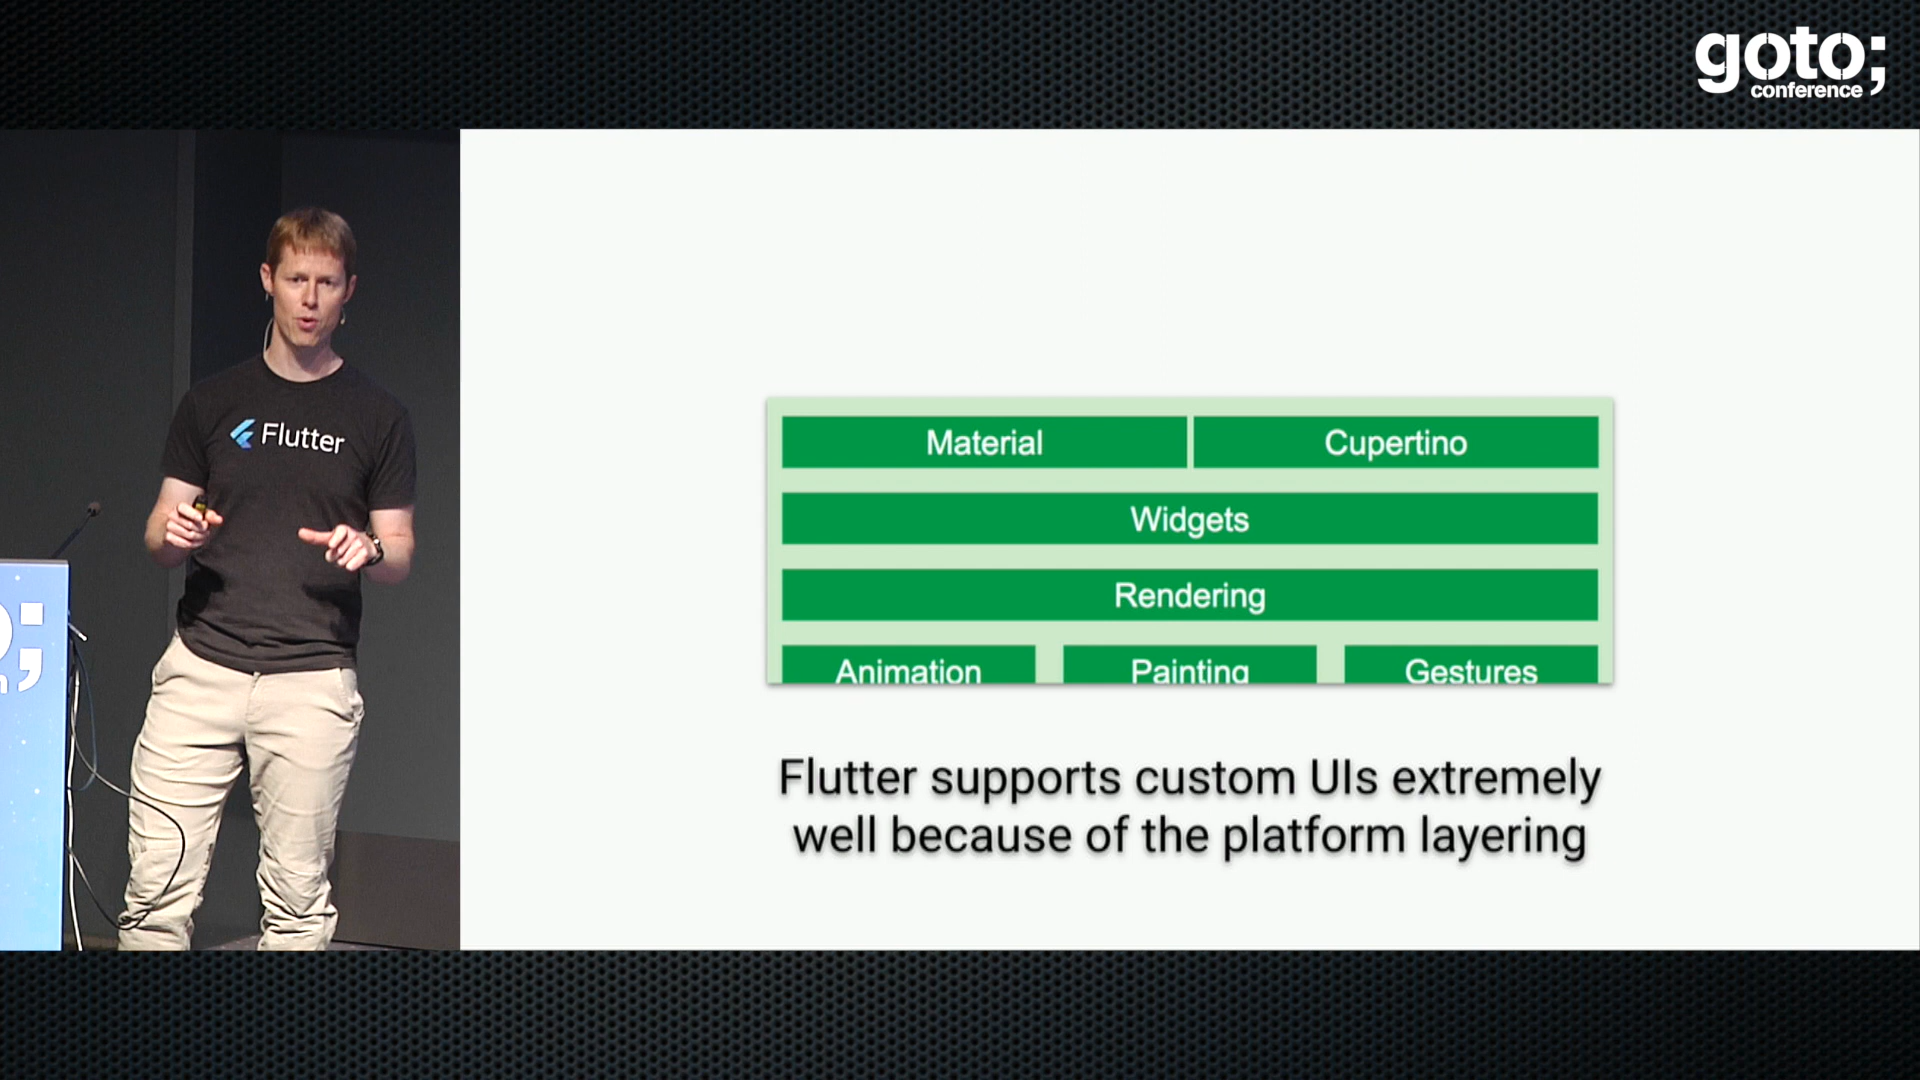 goto;
conference
Flutter
Material
Cupertino
Widgets
Rendering
Animation
Painting
Gestures
Flutter supports custom UIs extremely
well because of the platform layering